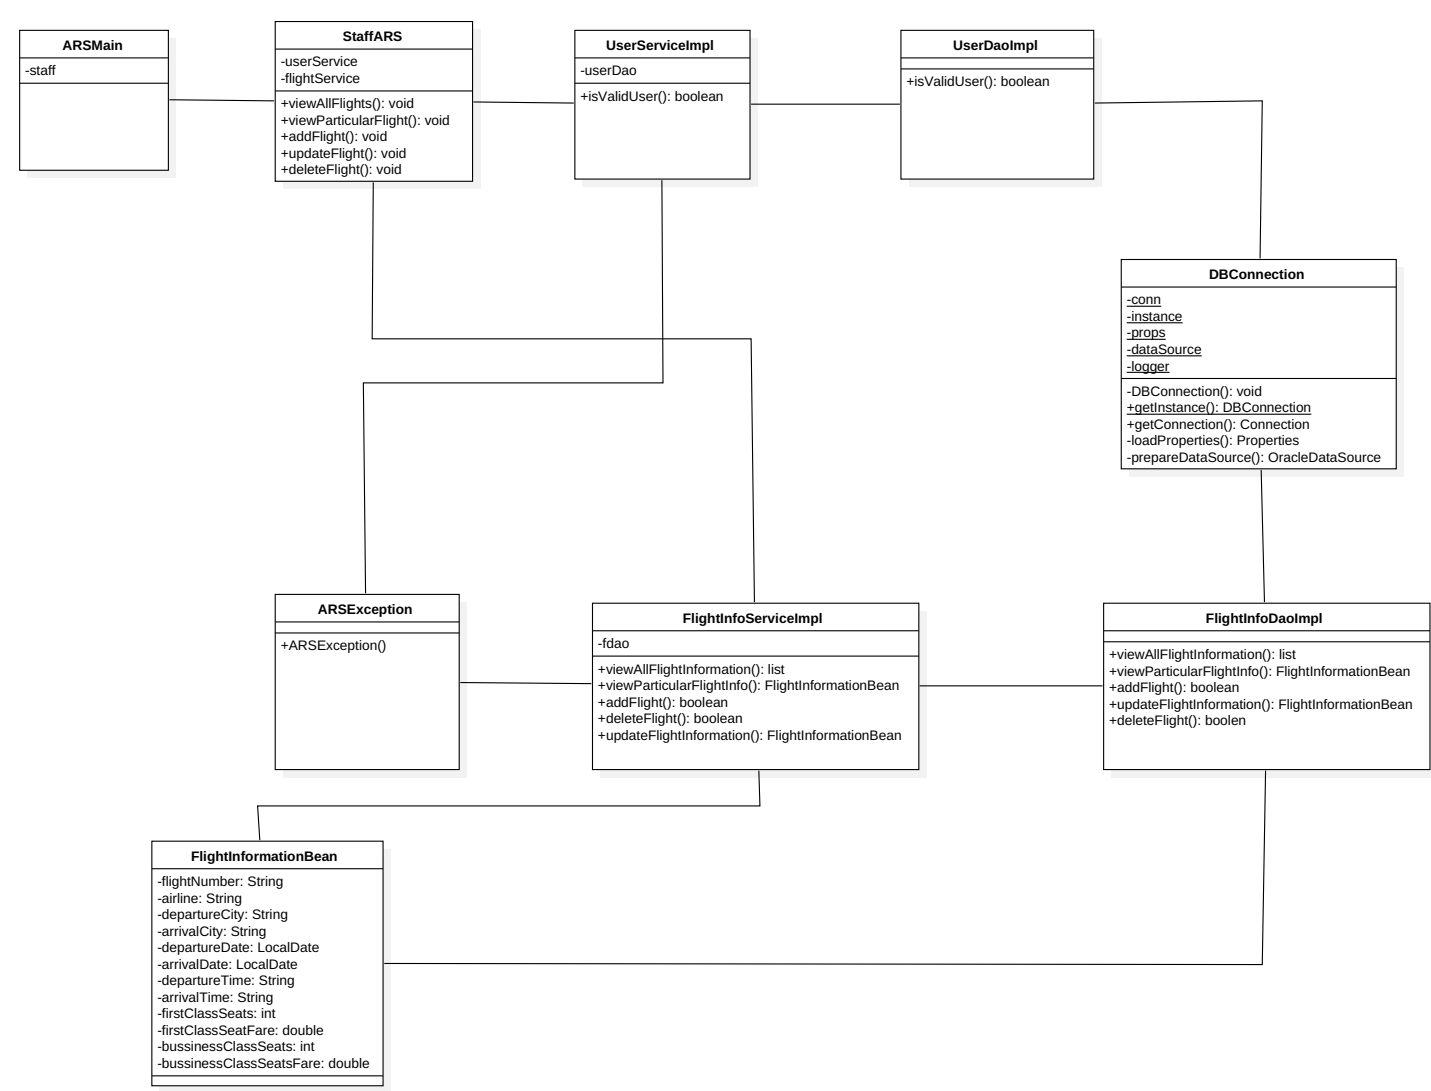 ARSMain
-staff
StaffARS
-userService
-flightService
+viewAllFlights(): void
+viewParticularFlight(): void
+addFlight(): void
+updateFlight(): void
+deleteFlight(): void
UserServiceImpl
-userDao
+isValidUser(): boolean
UserDaoImpl
+isValidUser(): boolean
DBConnection
-conn
-instance
-props
-dataSource
-logger
-DBConnection(): void
+getInstance(): DBConnection
+getConnection(): Connection
-loadProperties(): Properties
-prepareDataSource(): OracleDataSource
ARSException
+ARSException()
FlightInfoServiceImpl
-fdao
+viewAllFlightInformation(): list
+viewParticularFlightInfo(): FlightInformationBean
+addFlight(): boolean
+deleteFlight(): boolean
+updateFlightInformation(): FlightInformationBean
FlightInfoDaoImpl
+viewAllFlightInformation(): list
+viewParticularFlightInfo(): FlightInformationBean
+addFlight(): boolean
+updateFlightInformation(): FlightInformationBean
+deleteFlight(): boolen
FlightInformationBean
-flightNumber: String
-airline: String
-departureCity: String
-arrivalCity: String
-departureDate: LocalDate
-arrivalDate: LocalDate
-departureTime: String
-arrivalTime: String
-firstClassSeats: int
-firstClassSeatFare: double
-bussinessClassSeats: int
-bussinessClassSeatsFare: double